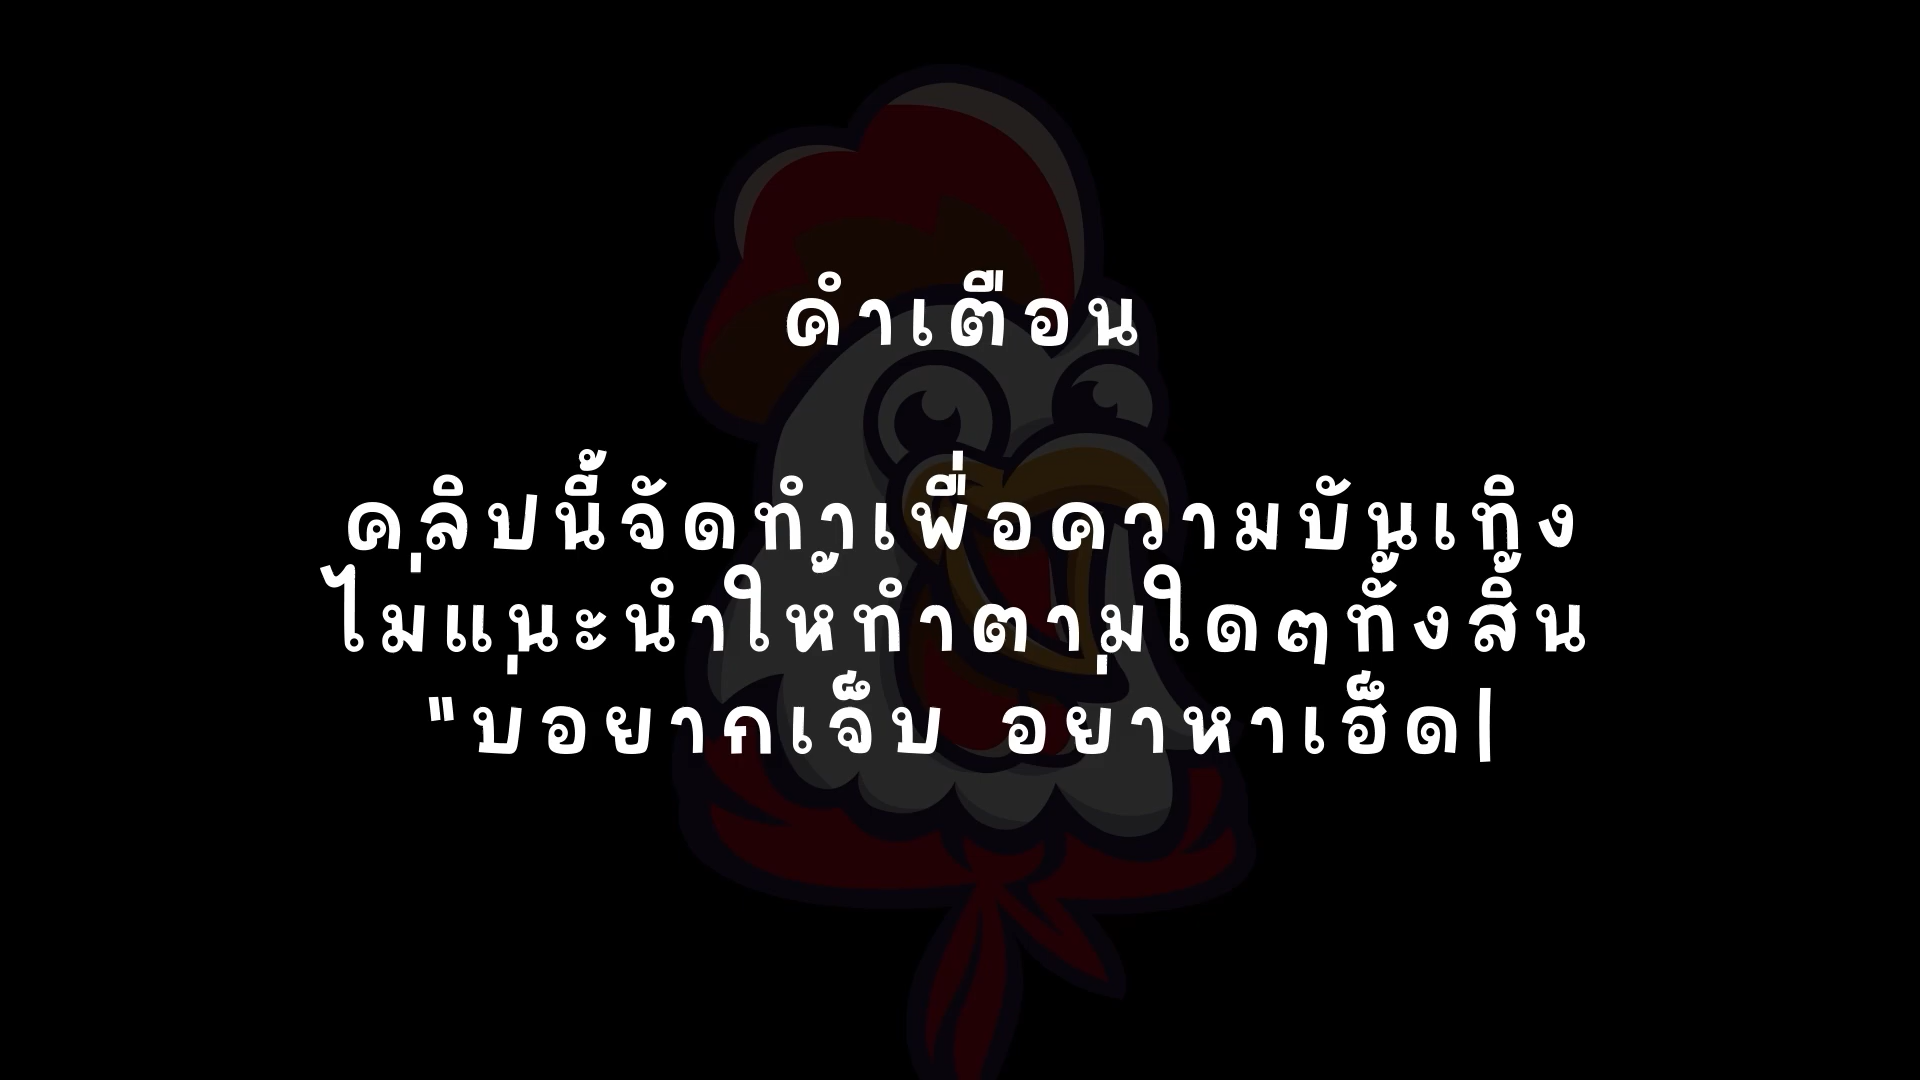 คำเตือน
คลิปนี้จัดทำเพื่อความบันเทิง
ไม่แนะนำให้ทำตามใดๆทั้งสิ้น
"บ่อยากเจ็บ อย่าหาเฮ็ด|